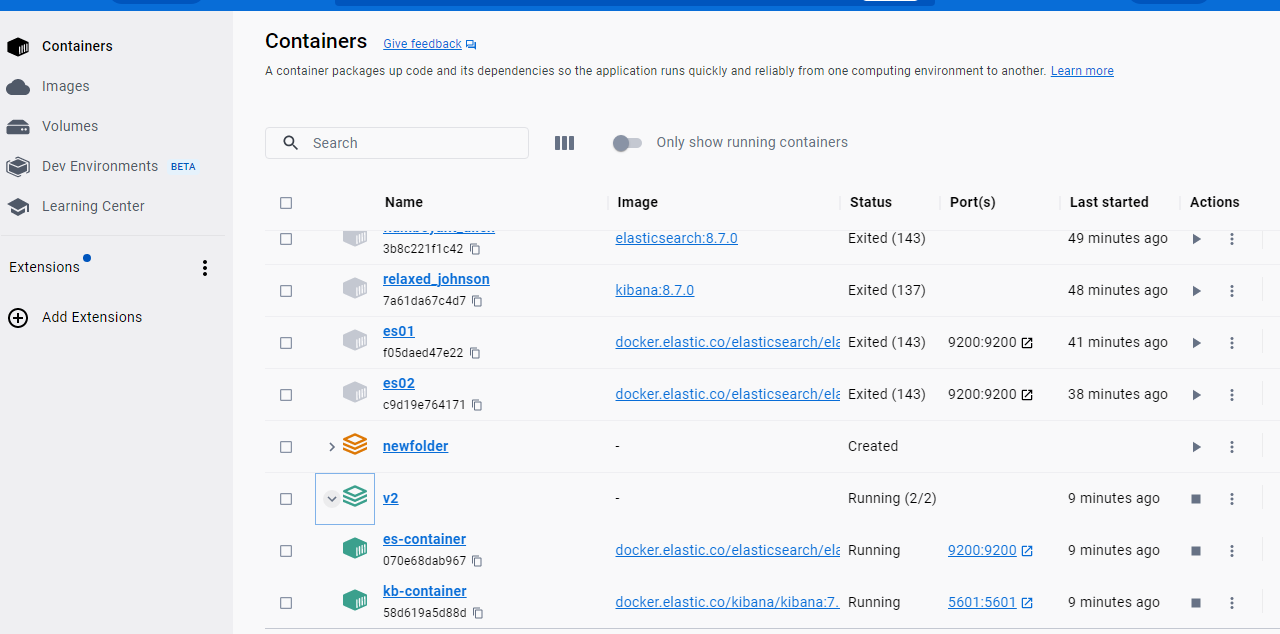 Containers
Images
Volumes
Dev Environments BETA
Learning Center
Extensions
Add Extensions
Containers Give feedback
A container packages up code and its dependencies so the application runs quickly and reliably from one computing environment to another. Learn more
Search
Only show running containers
Name Image Status Port(s) Last started Actions
elasticsearch:8.7.0 Exited (143) 49 minutes ago
3b8c221f1c42
relaxed_johnson
7a61da67c4d7
kibana:8.7.0 Exited (137) 48 minutes ago
es01
f05daed47e22
docker.elastic.co/elasticsearch/ela Exited (143) 9200:9200 41 minutes ago
es02
c9d19e764171
docker.elastic.co/elasticsearch/ela Exited (143) 9200:9200 38 minutes ago
newfolder - Created
v2 - Running (2/2) 9 minutes ago
es-container
070e68dab967
docker.elastic.co/elasticsearch/ela Running 9200:9200 9 minutes ago
kb-container
58d619a5d88d
docker.elastic.co/kibana/kibana:7. Running 5601:5601 9 minutes ago